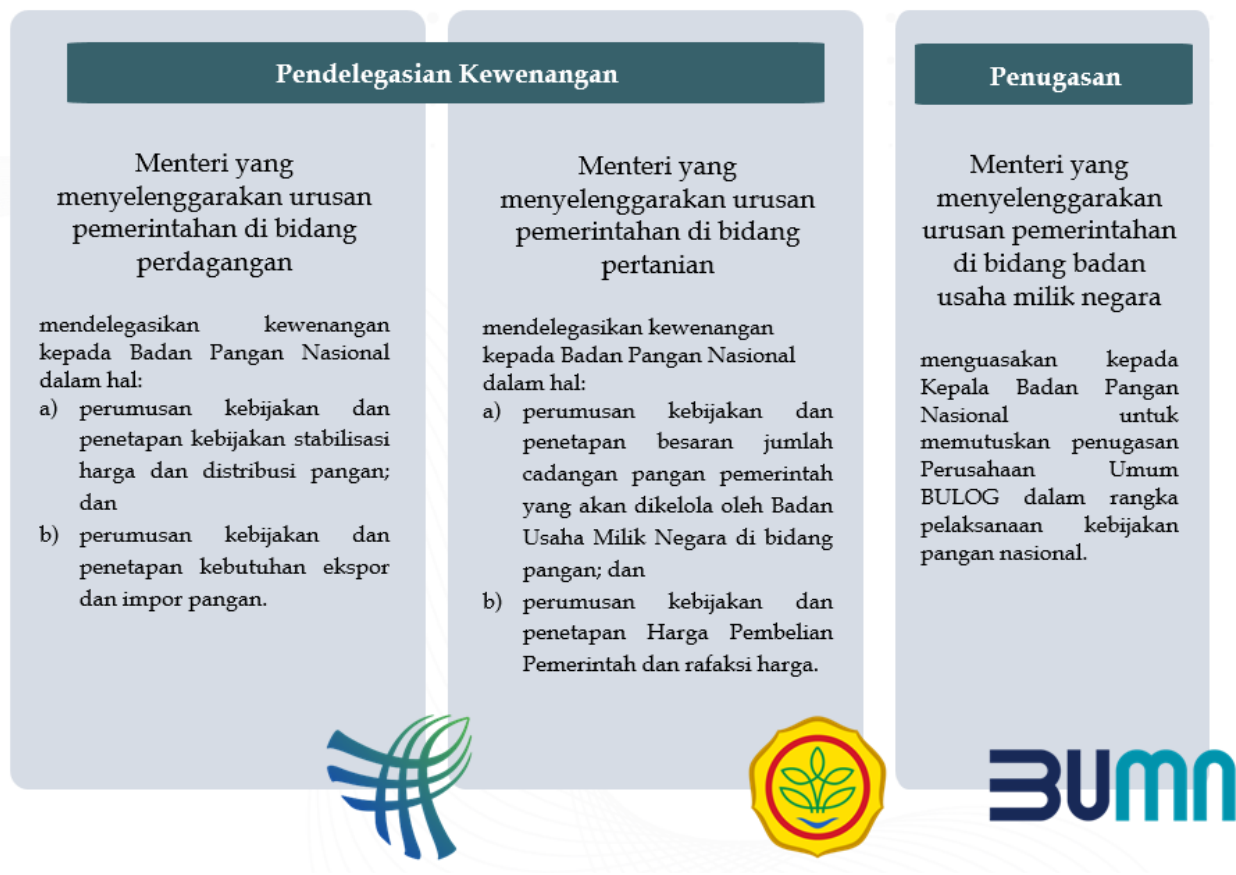 Pendelegasian Kewenangan
Menteri yang
menyelenggarakan urusan
pemerintahan di bidang
perdagangan
mendelegasikan kewenangan
kepada Badan Pangan Nasional
dalam hal:
a) perumusan kebijakan dan
penetapan kebijakan stabilisasi
harga dan distribusi pangan;
dan
b) perumusan kebijakan dan
penetapan kebutuhan ekspor
dan impor pangan.
Menteri yang
menyelenggarakan urusan
pemerintahan di bidang
pertanian
mendelegasikan kewenangan
kepada Badan Pangan Nasional
dalam hal:
a) perumusan kebijakan dan
penetapan besaran jumlah
cadangan pangan pemerintah
yang akan dikelola oleh Badan
Usaha Milik Negara di bidang
pangan; dan
b) perumusan kebijakan dan
penetapan Harga Pembelian
Pemerintah dan rafaksi harga.
Penugasan
Menteri yang
menyelenggarakan
urusan pemerintahan
di bidang badan
usaha milik negara
menguasakan kepada
Kepala Badan Pangan
Nasional untuk
memutuskan penugasan
Perusahaan Umum
BULOG dalam rangka
pelaksanaan kebijakan
pangan nasional.
BUMN